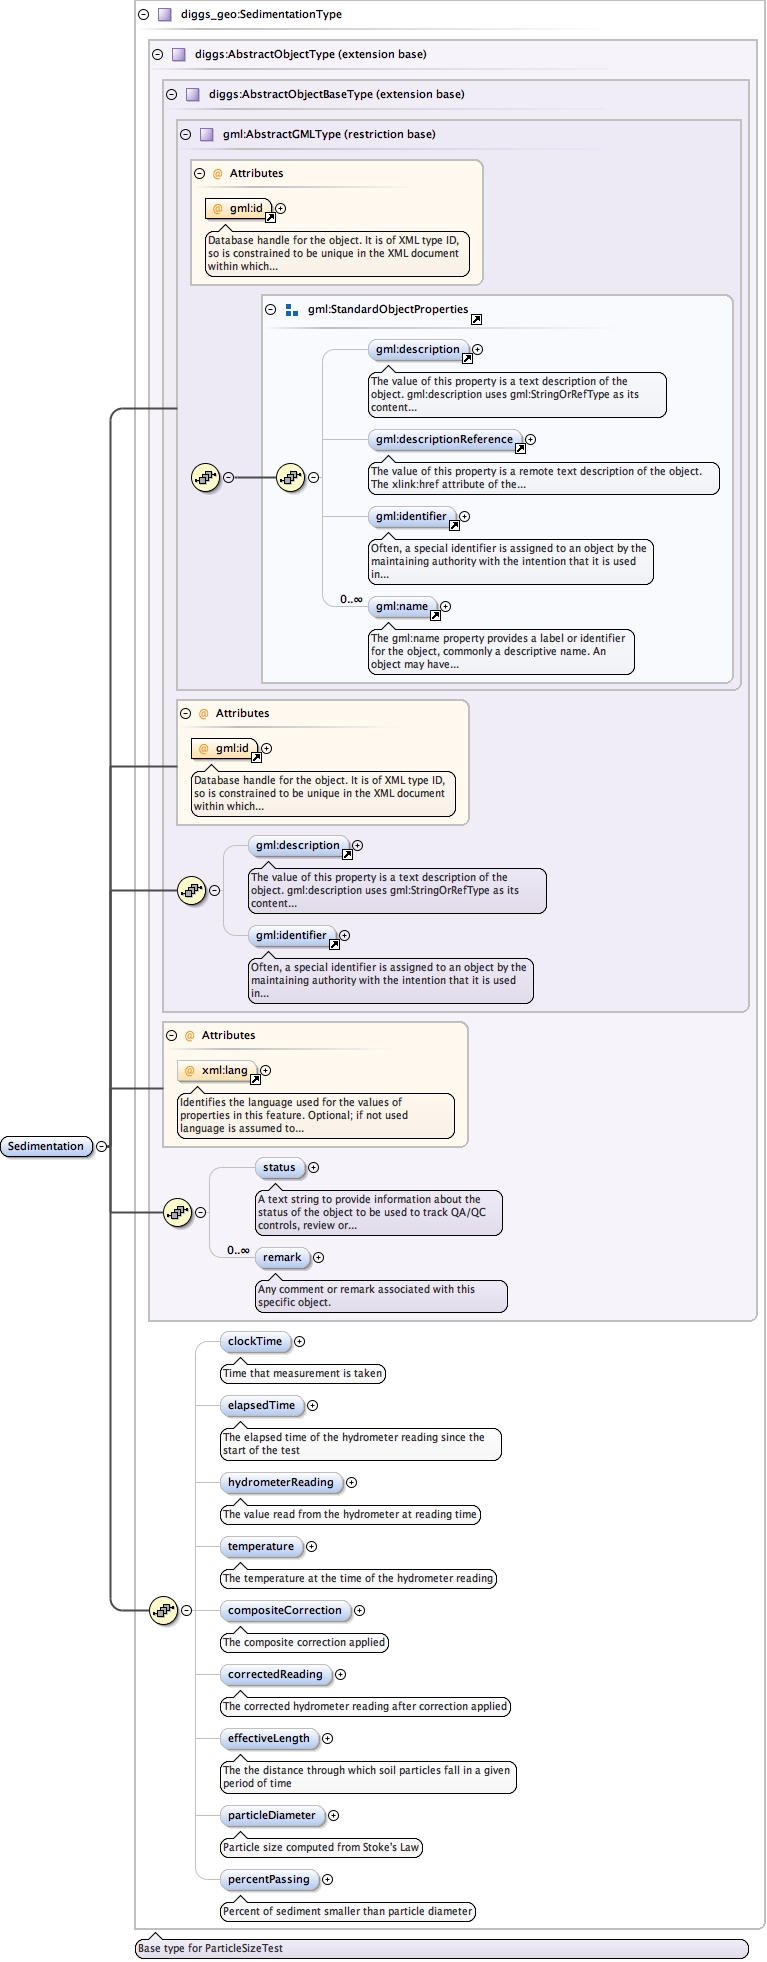 diggs_geo:SedimentationType
diggs:AbstractObjectType (extension base)
diggs:AbstractObjectBaseType (extension base)
gml:AbstractGMLType (restriction base)
@ Attributes
@ gml:id
Database handle for the object. It is of XML type ID,
so is constrained to be unique in the XML document
within which...
gml:StandardObjectProperties
gml:description
The value of this property is a text description of the
object. gml:description uses gml:StringOrRefType as its
content...
gml:descriptionReference
The value of this property is a remote text description of the object.
The xlink:href attribute of the...
gml:identifier
Often, a special identifier is assigned to an object by the
maintaining authority with the intention that it is used
in...
0..∞ gml:name
The gml:name property provides a label or identifier
for the object, commonly a descriptive name. An
object may have...
@ Attributes
@ gml:id
Database handle for the object. It is of XML type ID,
so is constrained to be unique in the XML document
within which...
gml:description
The value of this property is a text description of the
object. gml:description uses gml:StringOrRefType as its
content...
gml:identifier
Often, a special identifier is assigned to an object by the
maintaining authority with the intention that it is used
in...
@ Attributes
@ xml:lang
Identifies the language used for the values of
properties in this feature. Optional; if not used
language is assumed to...
Sedimentation
status
A text string to provide information about the
status of the object to be used to track QA/QC
controls, review or...
0..∞ remark
Any comment or remark associated with this
specific object.
clockTime
Time that measurement is taken
elapsedTime
The elapsed time of the hydrometer reading since the
start of the test
hydrometerReading
The value read from the hydrometer at reading time
temperature
The temperature at the time of the hydrometer reading
compositeCorrection
The composite correction applied
correctedReading
The corrected hydrometer reading after correction applied
effectiveLength
The the distance through which soil particles fall in a given
period of time
particleDiameter
Particle size computed from Stoke's Law
percentPassing
Percent of sediment smaller than particle diameter
Base type for ParticleSizeTest